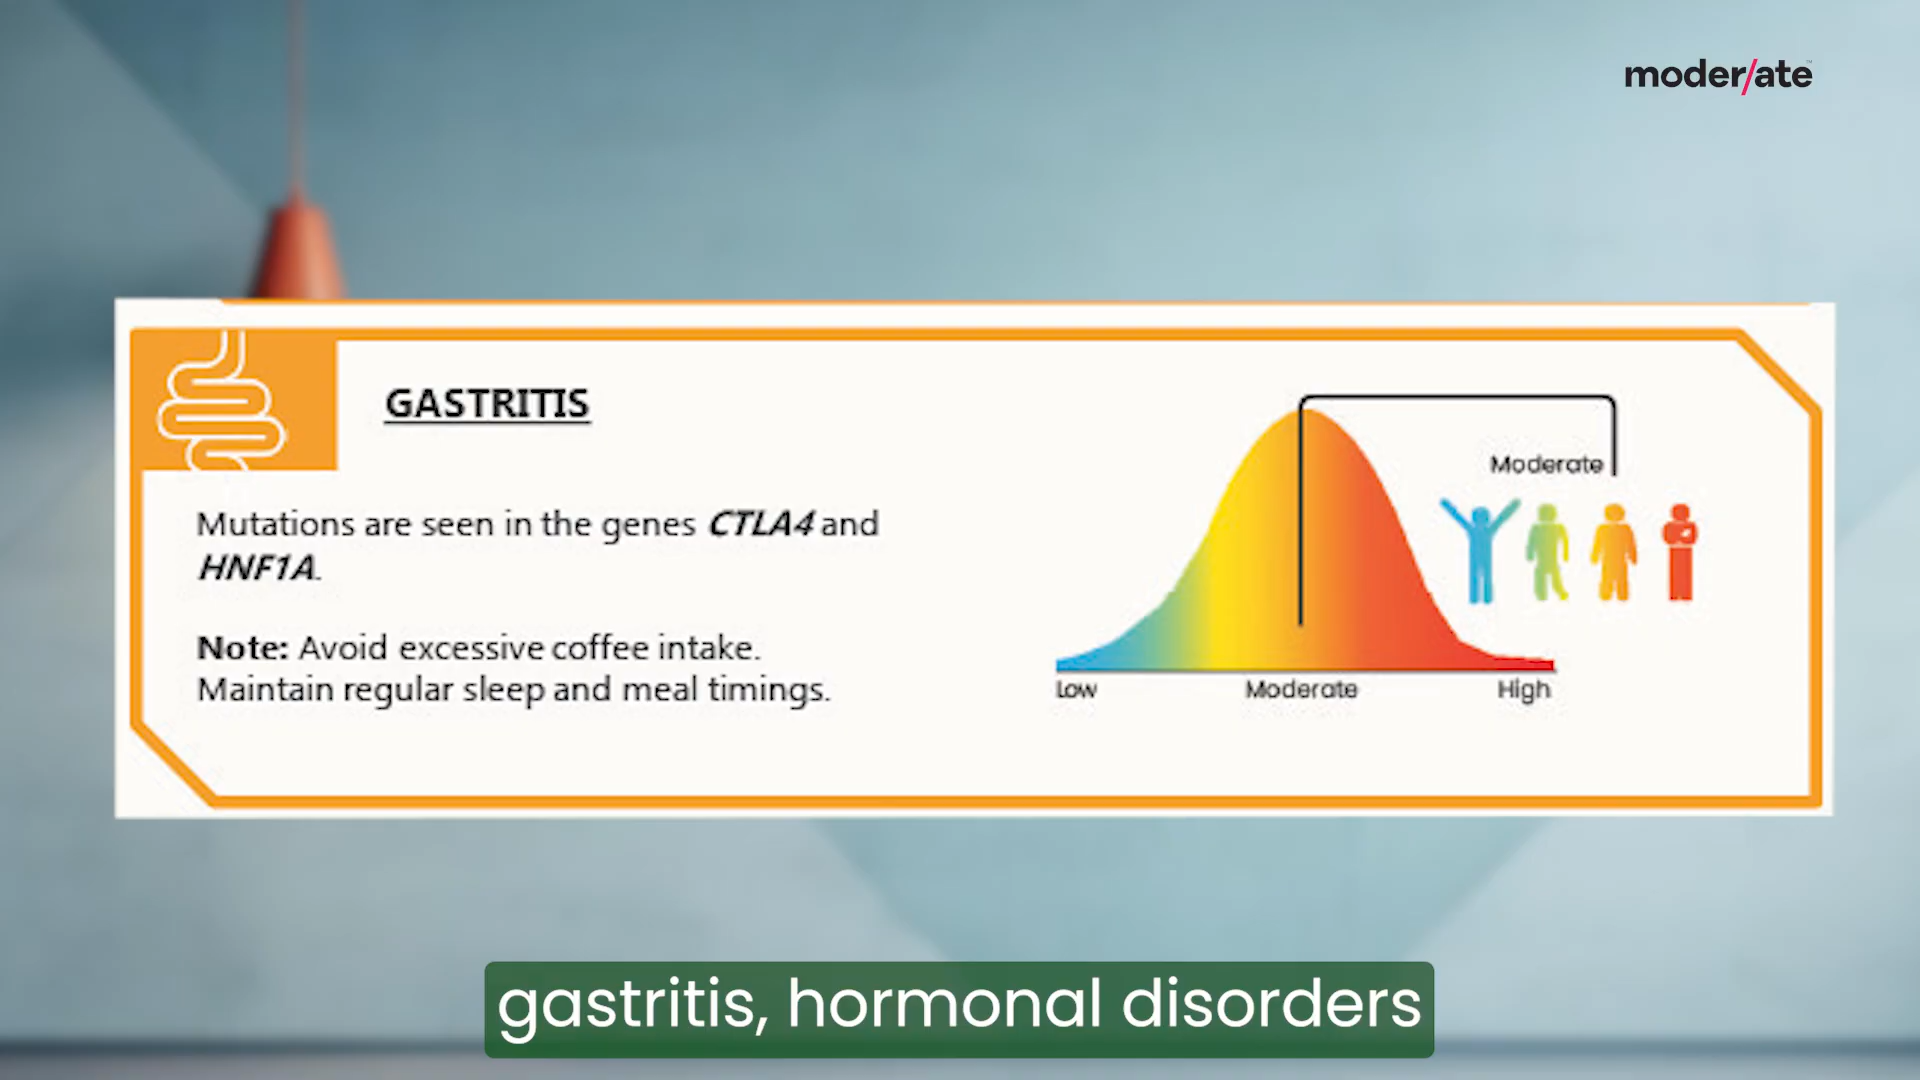 moder/ate
GASTRITIS
Mutations are seen in the genes CTLA4 and
HNF1A.
Note: Avoid excessive coffee intake.
Maintain regular sleep and meal timings.
Moderate
Low Moderate High
gastritis, hormonal disorders